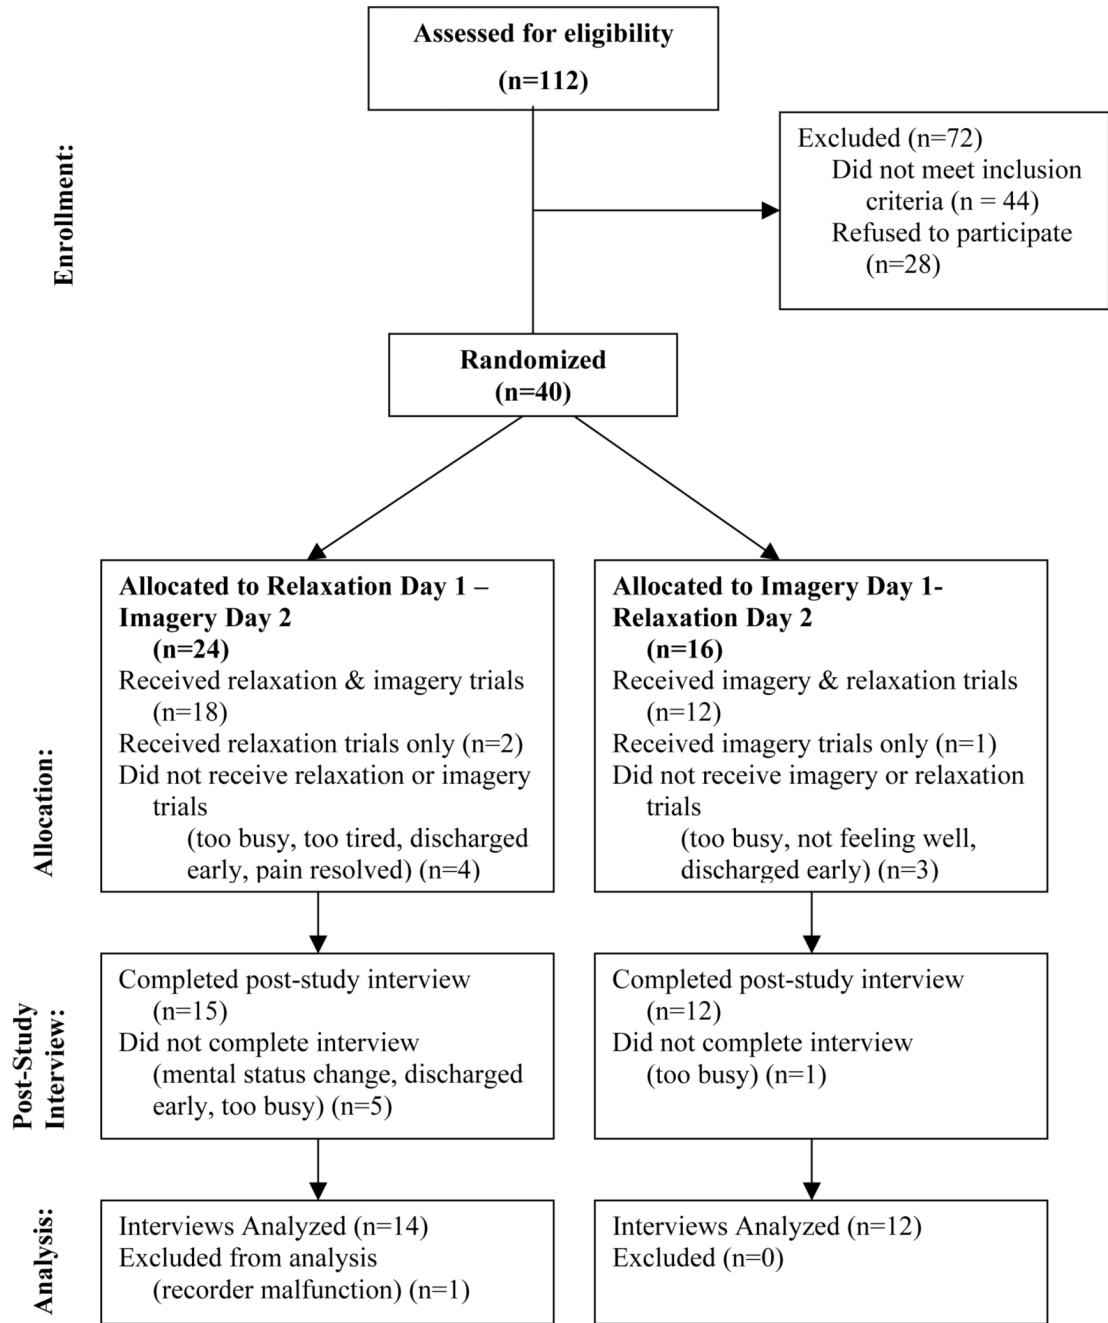 Assessed for eligibility
(n=112)
Enrollment:
Excluded (n=72)
Did not meet inclusion
criteria (n = 44)
Refused to participate
(n=28)
Randomized
(n=40)
Allocation:
Allocated to Relaxation Day 1 –
Imagery Day 2
(n=24)
Received relaxation & imagery trials
(n=18)
Received relaxation trials only (n=2)
Did not receive relaxation or imagery
trials
(too busy, too tired, discharged
early, pain resolved) (n=4)
Allocated to Imagery Day 1-
Relaxation Day 2
(n=16)
Received imagery & relaxation trials
(n=12)
Received imagery trials only (n=1)
Did not receive imagery or relaxation
trials
(too busy, not feeling well,
discharged early) (n=3)
Post-Study
Interview:
Completed post-study interview
(n=15)
Did not complete interview
(mental status change, discharged
early, too busy) (n=5)
Completed post-study interview
(n=12)
Did not complete interview
(too busy) (n=1)
Analysis:
Interviews Analyzed (n=14)
Excluded from analysis
(recorder malfunction) (n=1)
Interviews Analyzed (n=12)
Excluded (n=0)